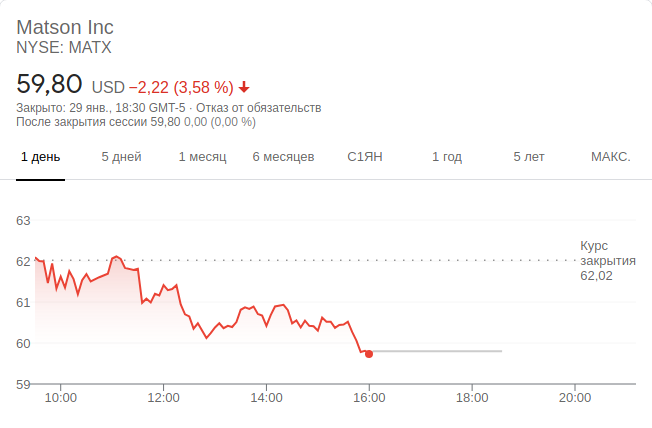 Matson Inc
NYSE: MATX
59,80 USD −2,22 (3,58 %)
Закрыто: 29 янв., 18:30 GMT-5 · Отказ от обязательств
После закрытия сессии 59,80 0,00 (0,00 %)
1 день 5 дней 1 месяц 6 месяцев С1ЯН 1 год 5 лет МАКС.
63
62
61
60
59
Курс
закрытия
62,02
10:00 12:00 14:00 16:00 18:00 20:00